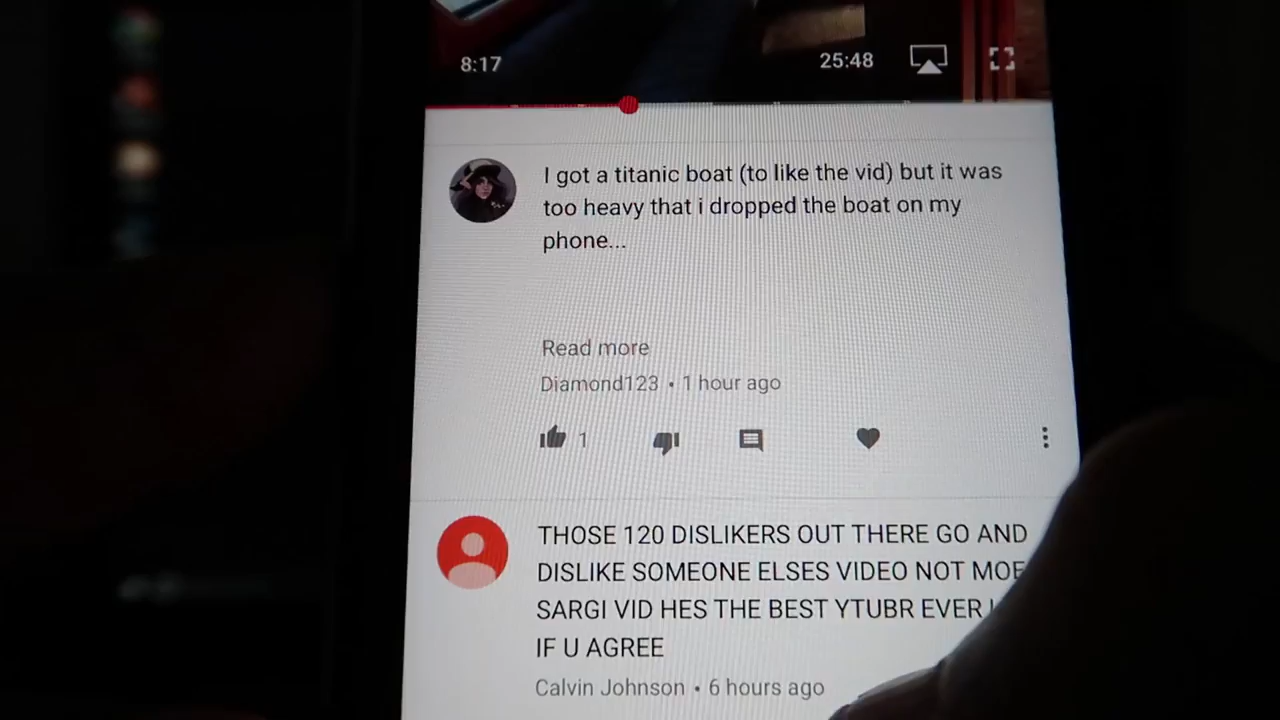 8:17
25:48
I got a titanic boat (to like the vid) but it was
too heavy that i dropped the boat on my
phone...
Read more
Diamond123 • 1 hour ago
1
THOSE 120 DISLIKERS OUT THERE GO AND
DISLIKE SOMEONE ELSES VIDEO NOT MOE
SARGI VID HES THE BEST YTUBR EVER
IF U AGREE
Calvin Johnson • 6 hours ago